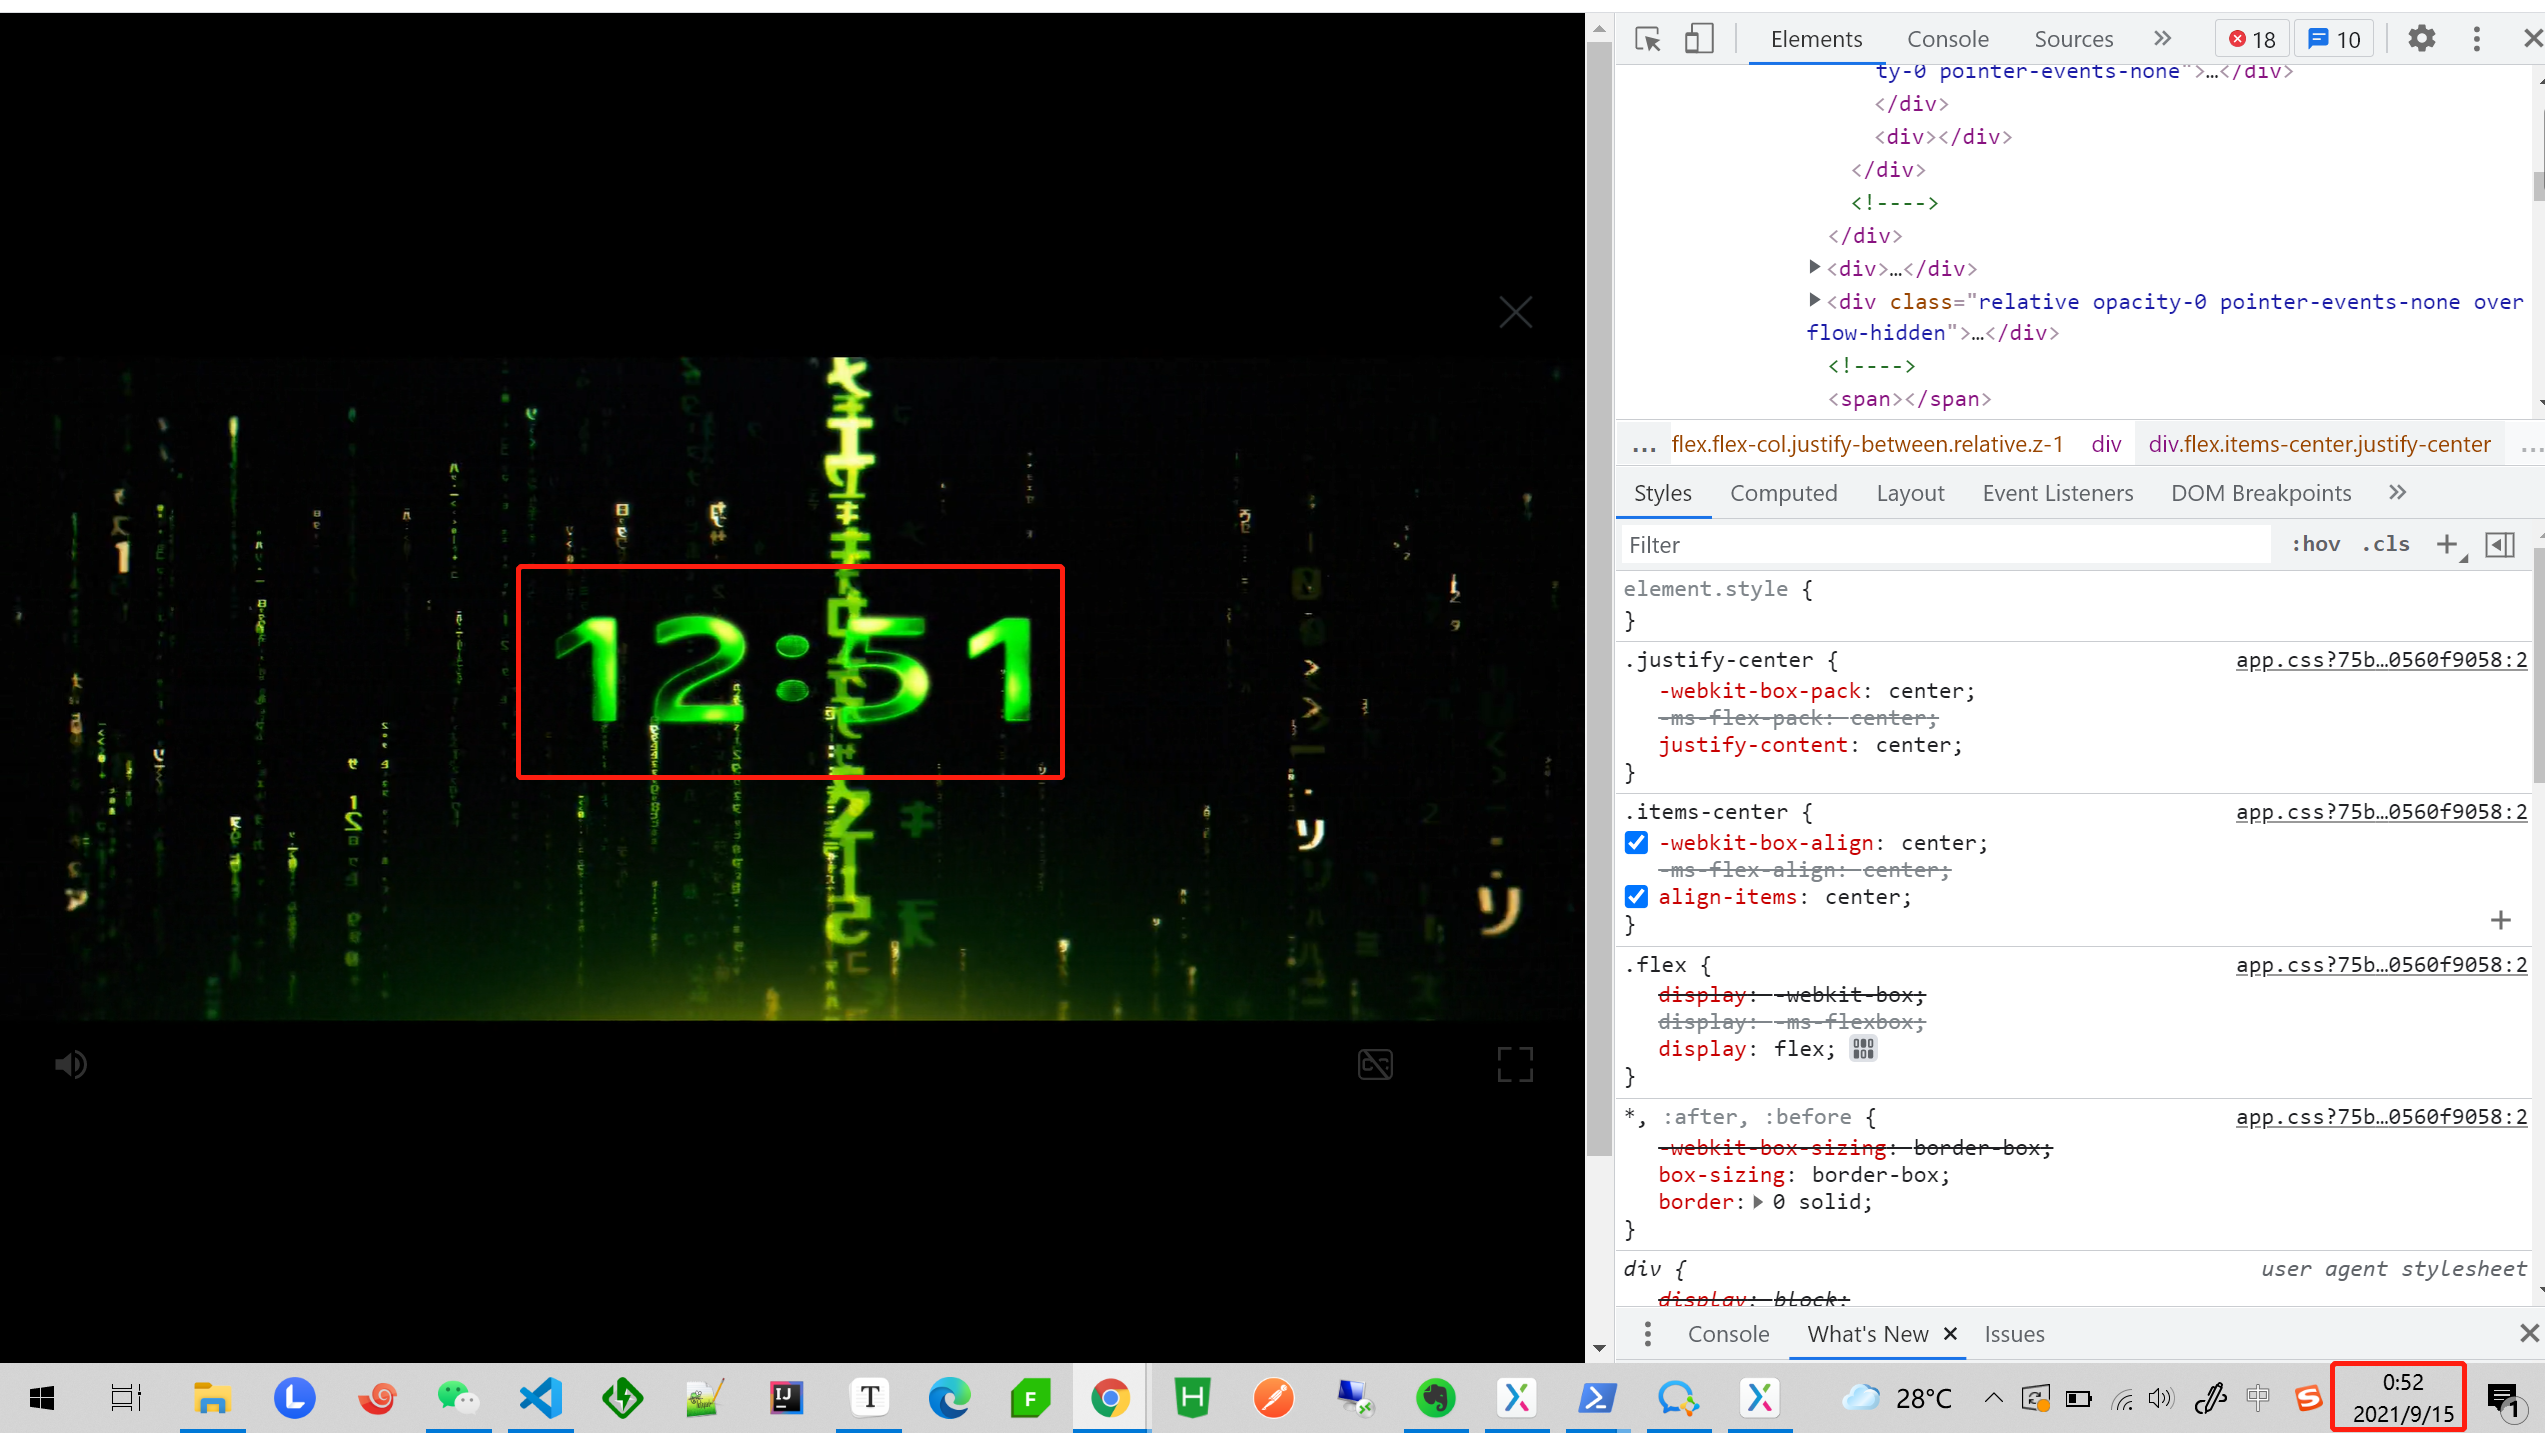 12:51
Elements Console Sources 18 10
ty-0 pointer-events-none">…</div>
</div>
<div></div>
</div>
<!---->
</div>
<div>…</div>
<div class="relative opacity-0 pointer-events-none over
flow-hidden">…</div>
<!---->
<span></span>
... flex.flex-col.justify-between.relative.z-1 div div.flex.items-center.justify-center ...
Styles Computed Layout Event Listeners DOM Breakpoints
Filter :hov .cls
element.style {
}
.justify-center { app.css?75b…0560f9058:2
-webkit-box-pack: center;
-ms-flex-pack: center;
justify-content: center;
}
.items-center { app.css?75b…0560f9058:2
-webkit-box-align: center;
-ms-flex-align: center;
align-items: center;
}
.flex { app.css?75b…0560f9058:2
display: -webkit-box;
display: -ms-flexbox;
display: flex;
}
*, :after, :before { app.css?75b…0560f9058:2
-webkit-box-sizing: border-box;
box-sizing: border-box;
border: 0 solid;
}
div { user agent stylesheet
display: block;
Console What's New Issues
28°C 中 0:52
2021/9/15
1